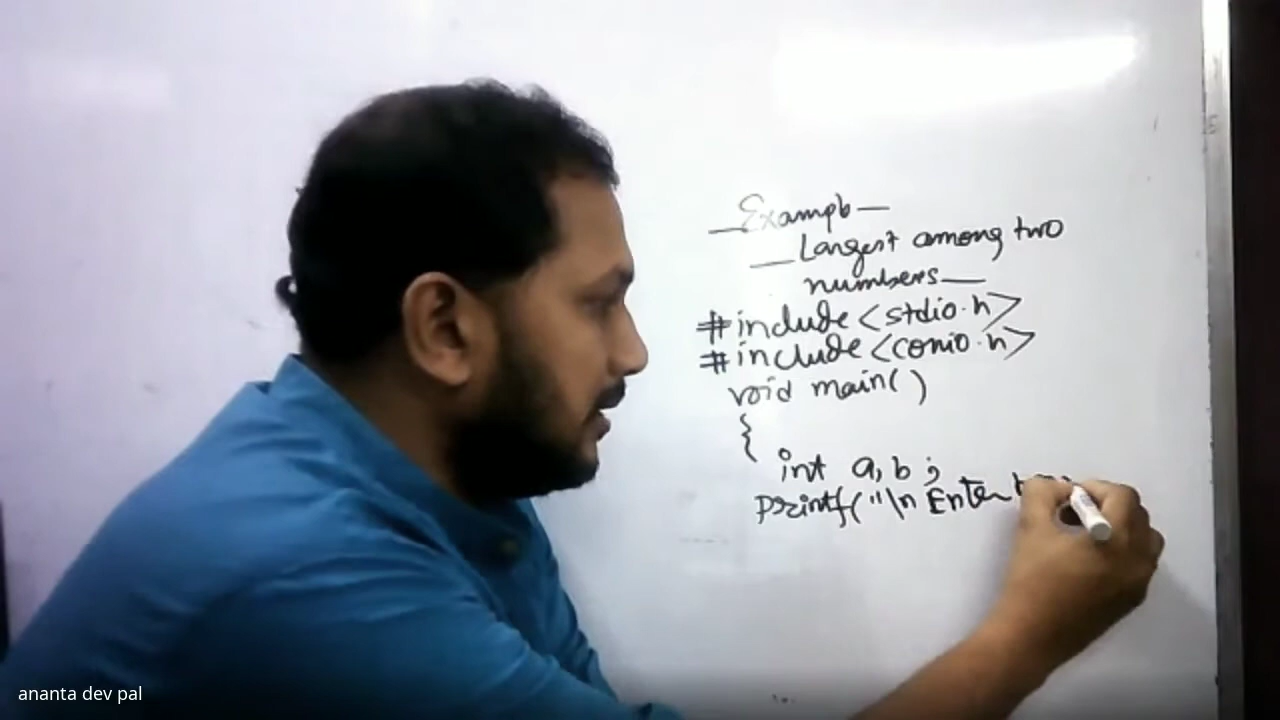 Example
Largest among two
numbers
#include <stdio.h>
#include <conio.h>
void main()
{
int a, b ;
printf("\n Enter
ananta dev pal